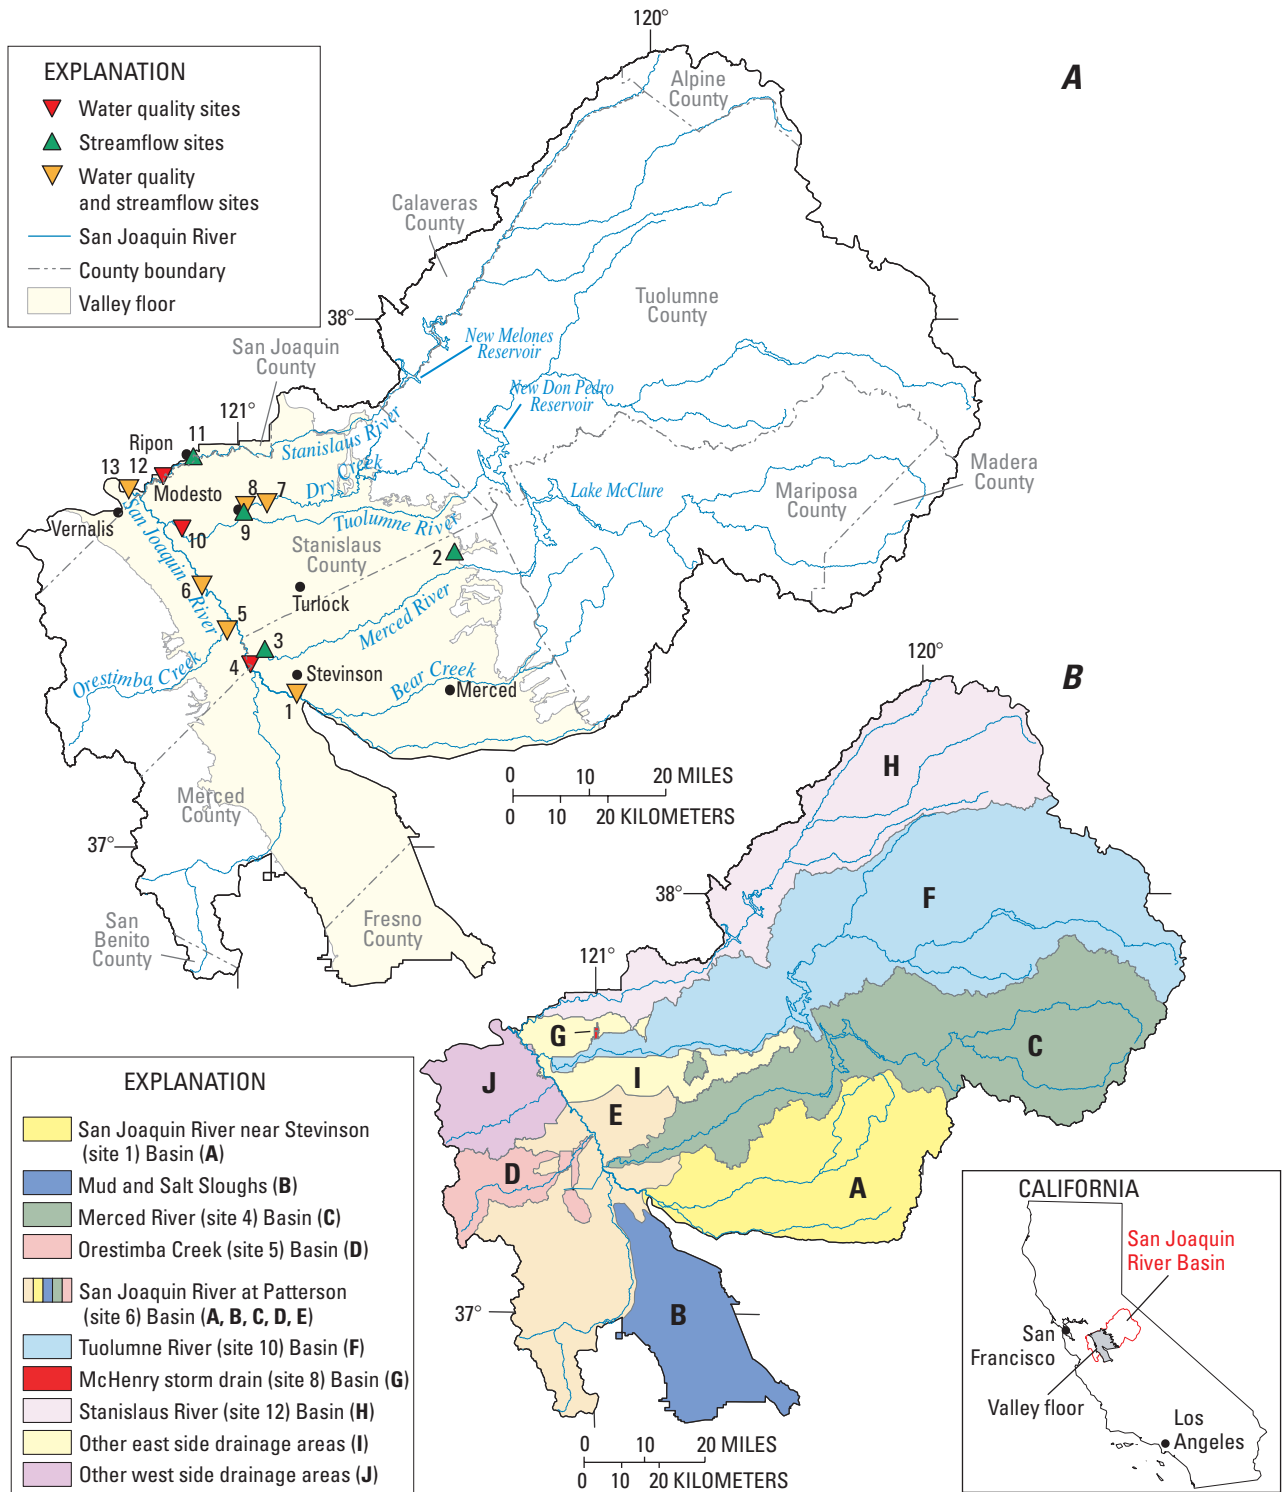 120°
A
EXPLANATION
Water quality sites
Streamflow sites
Water quality
and streamflow sites
San Joaquin River
County boundary
Valley floor
Alpine
County
Calaveras
County
Tuolumne
County
38°
San Joaquin
County
New Melones
Reservoir
New Don Pedro
Reservoir
121°
Ripon
11
Stanislaus River
13
12
Modesto
8
7
Dry Creek
Lake McClure
Madera
County
Mariposa
County
Vernalis
San Joaquin River
10
9
Tuolumne River
Stanislaus
County
2
6
Turlock
5
3
Merced River
4
Orestimba Creek
Stevinson
Bear Creek
Merced
1
0 10 20 MILES
0 10 20 KILOMETERS
Merced
County
37°
San
Benito
County
Fresno
County
120°
B
H
38°
F
121°
G
C
I
J
E
D
A
37°
B
0 10 20 MILES
0 10 20 KILOMETERS
EXPLANATION
San Joaquin River near Stevinson
(site 1) Basin (A)
Mud and Salt Sloughs (B)
Merced River (site 4) Basin (C)
Orestimba Creek (site 5) Basin (D)
San Joaquin River at Patterson
(site 6) Basin (A, B, C, D, E)
Tuolumne River (site 10) Basin (F)
McHenry storm drain (site 8) Basin (G)
Stanislaus River (site 12) Basin (H)
Other east side drainage areas (I)
Other west side drainage areas (J)
CALIFORNIA
San Joaquin
River Basin
San
Francisco
Valley floor
Los
Angeles